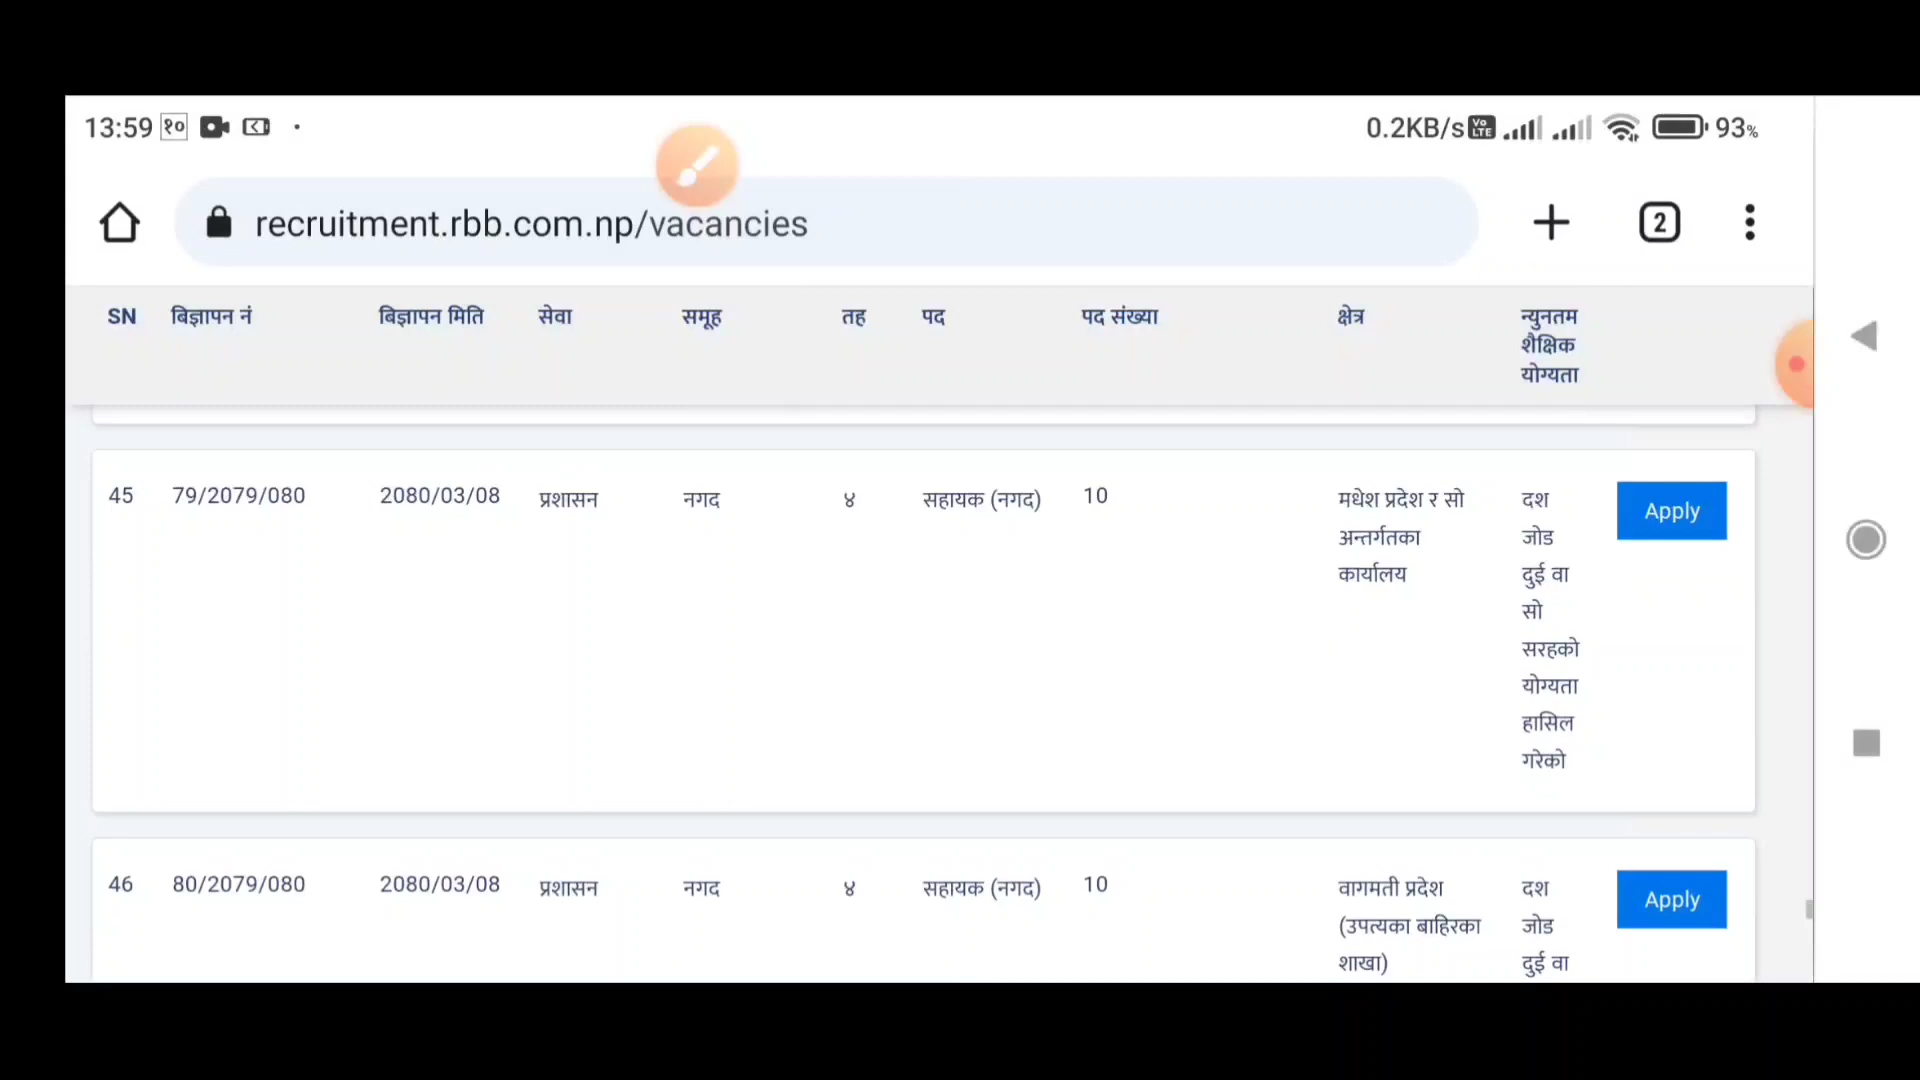 13:59 १० 0.2KB/s Vo LTE 93%
recruitment.rbb.com.np/vacancies 2
SN बिज्ञापन नं बिज्ञापन मिति सेवा समूह तह पद पद संख्या क्षेत्र न्युनतम
शैक्षिक
योग्यता
45 79/2079/080 2080/03/08 प्रशासन नगद ४ सहायक (नगद) 10 मधेश प्रदेश र सो दश Apply
अन्तर्गतका जोड
कार्यालय दुई वा
सो
सरहको
योग्यता
हासिल
गरेको
46 80/2079/080 2080/03/08 प्रशासन नगद ४ सहायक (नगद) 10 वागमती प्रदेश दश Apply
(उपत्यका बाहिरका जोड
शाखा) दुई वा